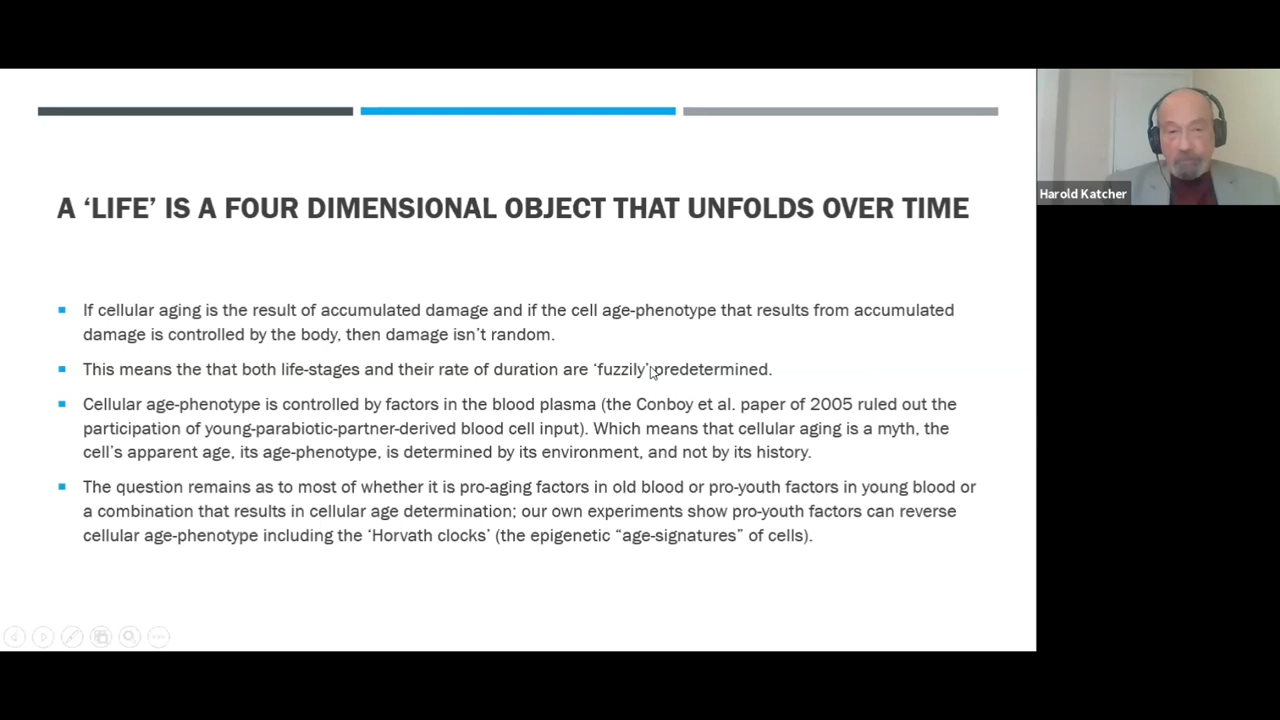 A ‘LIFE’ IS A FOUR DIMENSIONAL OBJECT THAT UNFOLDS OVER TIME
If cellular aging is the result of accumulated damage and if the cell age-phenotype that results from accumulated
damage is controlled by the body, then damage isn’t random.
This means the that both life-stages and their rate of duration are ‘fuzzily’ predetermined.
Cellular age-phenotype is controlled by factors in the blood plasma (the Conboy et al. paper of 2005 ruled out the
participation of young-parabiotic-partner-derived blood cell input). Which means that cellular aging is a myth, the
cell’s apparent age, its age-phenotype, is determined by its environment, and not by its history.
The question remains as to most of whether it is pro-aging factors in old blood or pro-youth factors in young blood or
a combination that results in cellular age determination; our own experiments show pro-youth factors can reverse
cellular age-phenotype including the ‘Horvath clocks’ (the epigenetic “age-signatures” of cells).
Harold Katcher